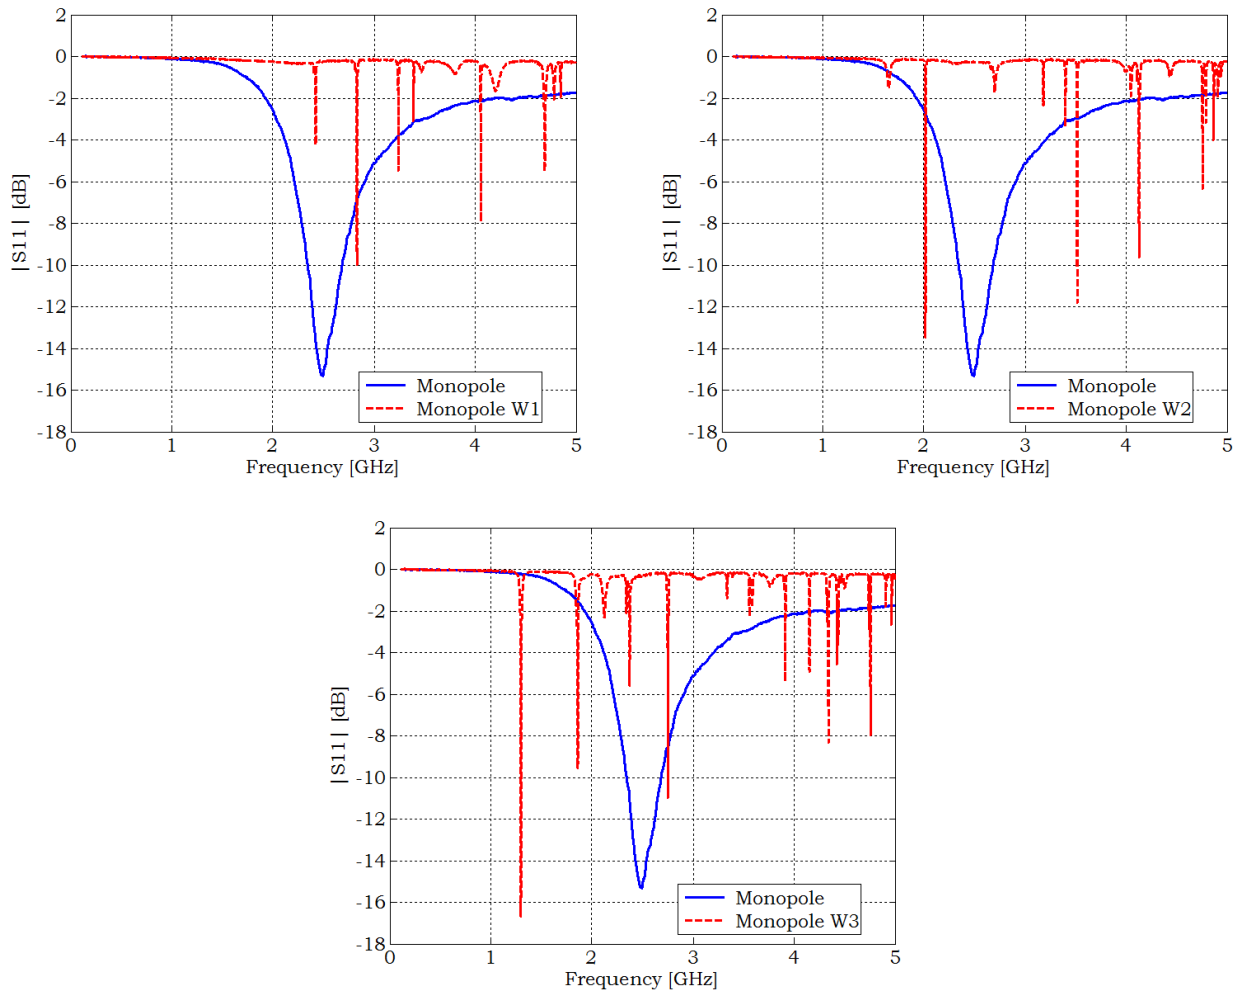 2
0
-2
-4
-6
-8
-10
-12
-14
-16
-18
|S11| [dB]
0 1 2 3 4 5
Frequency [GHz]
Monopole
Monopole W1
2
0
-2
-4
-6
-8
-10
-12
-14
-16
-18
|S11| [dB]
0 1 2 3 4 5
Frequency [GHz]
Monopole
Monopole W2
2
0
-2
-4
-6
-8
-10
-12
-14
-16
-18
|S11| [dB]
0 1 2 3 4 5
Frequency [GHz]
Monopole
Monopole W3